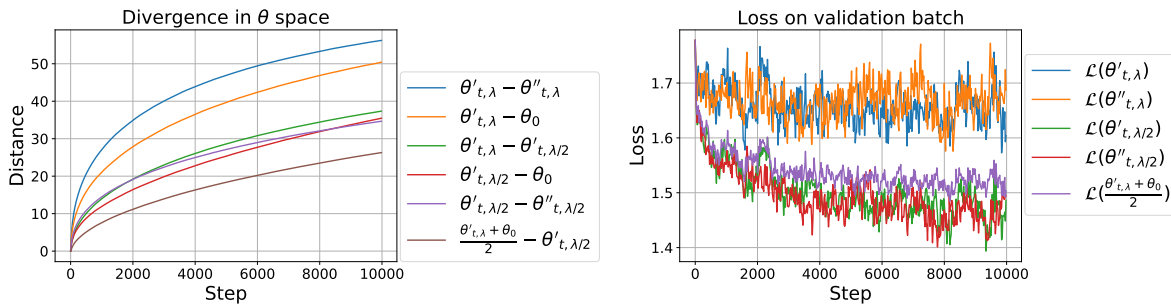 Divergence in θ space
Distance
50
40
30
20
10
0
0 2000 4000 6000 8000 10000
Step
θ′t,λ − θ″t,λ
θ′t,λ − θ0
θ′t,λ − θ′t,λ/2
θ′t,λ/2 − θ0
θ′t,λ/2 − θ″t,λ/2
(θ′t,λ + θ0)/2 − θ′t,λ/2
Loss on validation batch
Loss
1.7
1.6
1.5
1.4
0 2000 4000 6000 8000 10000
Step
ℒ(θ′t,λ)
ℒ(θ″t,λ)
ℒ(θ′t,λ/2)
ℒ(θ″t,λ/2)
ℒ((θ′t,λ + θ0)/2)